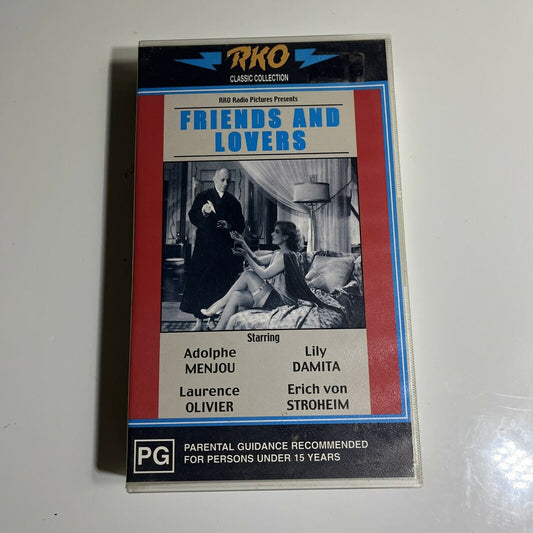 RKO
CLASSIC COLLECTION
RKO Radio Pictures Presents
FRIENDS AND
LOVERS
Starring
Adolphe Lily
MENJOU DAMITA
Laurence Erich von
OLIVIER STROHEIM
PG PARENTAL GUIDANCE RECOMMENDED
FOR PERSONS UNDER 15 YEARS